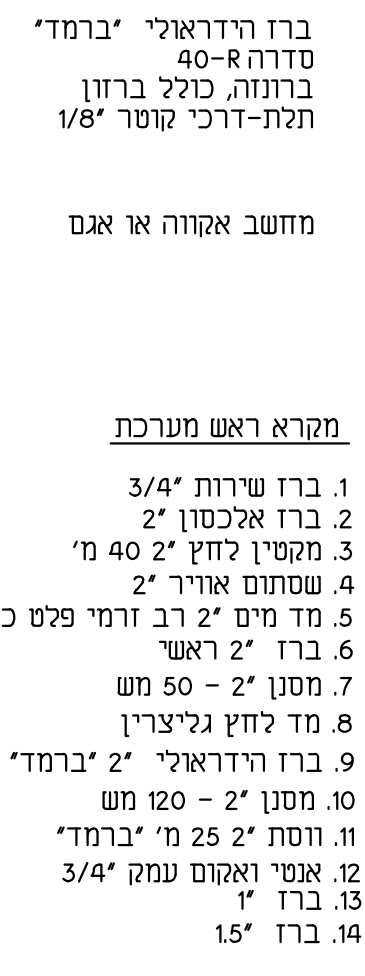 ברז הידראולי "ברמד"
סדרה 40-R
ברונזה, כולל ברזון
תלת-דרכי קוטר "1/8
מחשב אקווה או אגם
מקרא ראש מערכת
1. ברז שירות "3/4
2. ברז אלכסון "2
3. מקטין לחץ "2 40 מ'
4. שסתום אוויר "2
5. מד מים "2 רב זרמי פלט כ
6. ברז "2 ראשי
7. מסנן "2 - 50 מש
8. מד לחץ גליצרין
9. ברז הידראולי "2 "ברמד"
10. מסנן "2 - 120 מש
11. ווסת "2 25 מ' "ברמד"
12. אנטי ואקום עמק "3/4
13. ברז "1
14. ברז "1.5